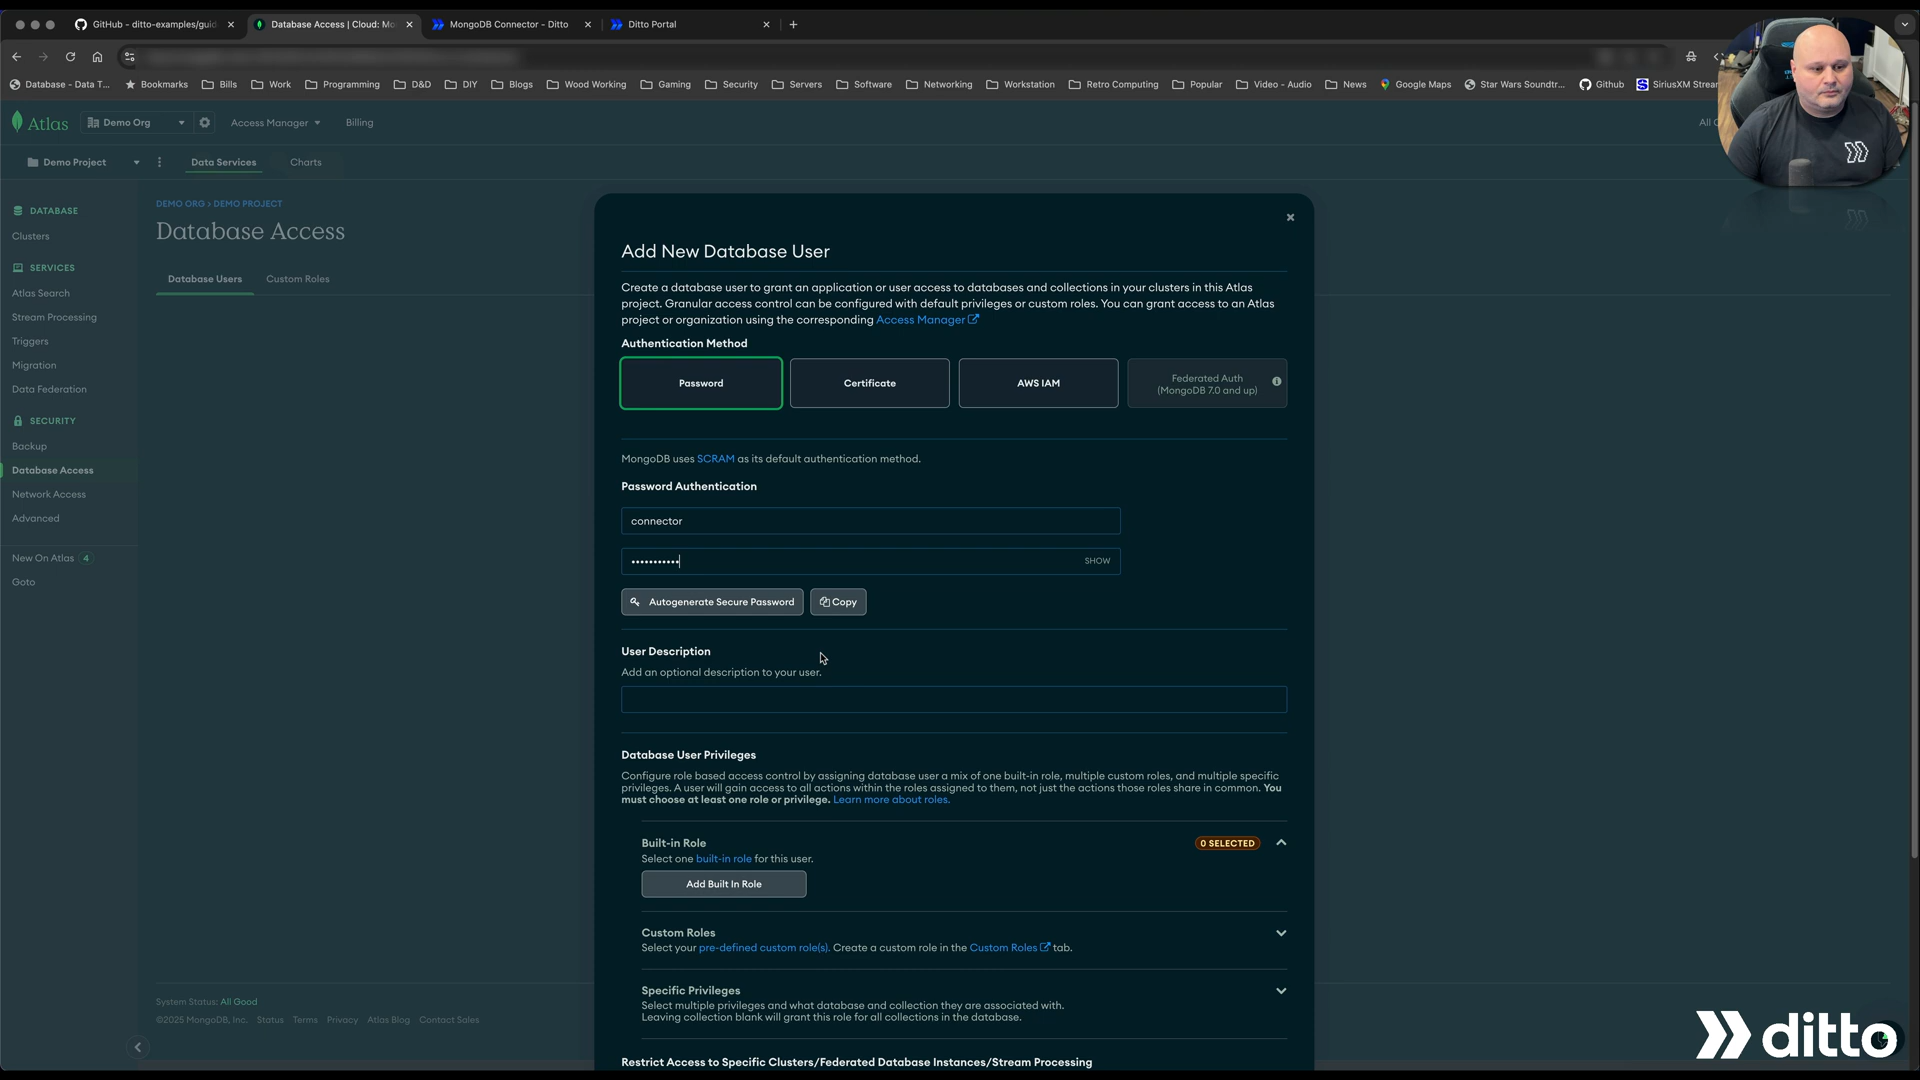 GitHub - ditto-examples/guid
Database Access | Cloud: Mo
MongoDB Connector - Ditto
Ditto Portal
Database - Data T...
Bookmarks
Bills
Work
Programming
D&D
DIY
Blogs
Wood Working
Gaming
Security
Servers
Software
Networking
Workstation
Retro Computing
Popular
Video - Audio
News
Google Maps
Star Wars Soundtr...
Github
SiriusXM Strea
Atlas
Demo Org
Access Manager
Billing
All C
Demo Project
Data Services
Charts
DATABASE
Clusters
SERVICES
Atlas Search
Stream Processing
Triggers
Migration
Data Federation
SECURITY
Backup
Database Access
Network Access
Advanced
New On Atlas 4
Goto
DEMO ORG > DEMO PROJECT
Database Access
Database Users
Custom Roles
Add New Database User
Create a database user to grant an application or user access to databases and collections in your clusters in this Atlas
project. Granular access control can be configured with default privileges or custom roles. You can grant access to an Atlas
project or organization using the corresponding Access Manager
Authentication Method
Password
Certificate
AWS IAM
Federated Auth
(MongoDB 7.0 and up)
MongoDB uses SCRAM as its default authentication method.
Password Authentication
connector
•••••••••••
SHOW
Autogenerate Secure Password
Copy
User Description
Add an optional description to your user.
Database User Privileges
Configure role based access control by assigning database user a mix of one built-in role, multiple custom roles, and multiple specific
privileges. A user will gain access to all actions within the roles assigned to them, not just the actions those roles share in common. You
must choose at least one role or privilege. Learn more about roles.
Built-in Role
0 SELECTED
Select one built-in role for this user.
Add Built In Role
Custom Roles
Select your pre-defined custom role(s). Create a custom role in the Custom Roles tab.
Specific Privileges
Select multiple privileges and what database and collection they are associated with.
Leaving collection blank will grant this role for all collections in the database.
Restrict Access to Specific Clusters/Federated Database Instances/Stream Processing
System Status: All Good
©2025 MongoDB, Inc.
Status
Terms
Privacy
Atlas Blog
Contact Sales
ditto